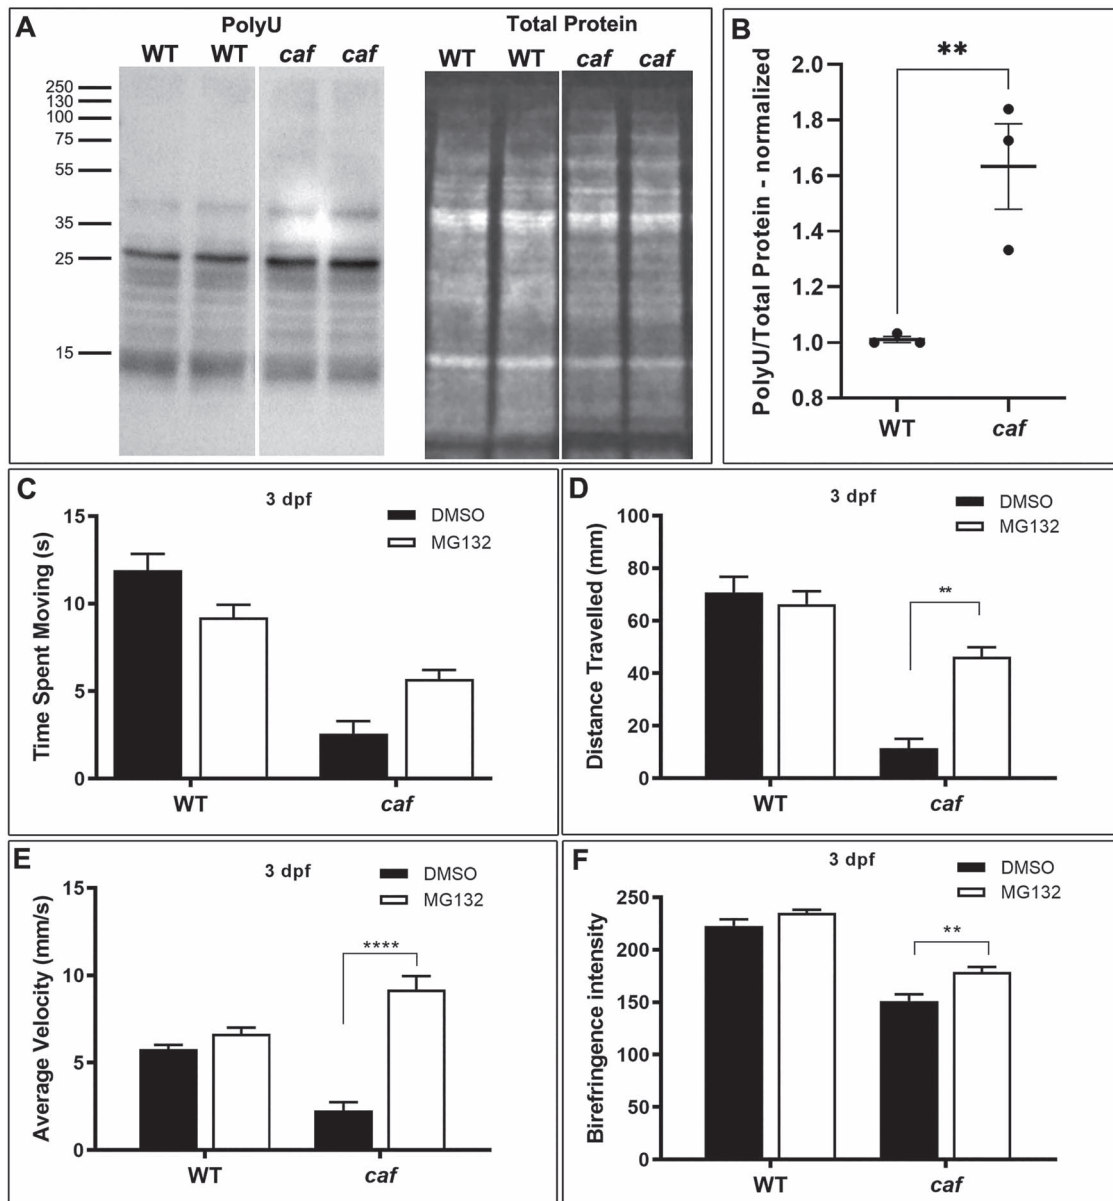 A
PolyU
Total Protein
WT WT caf caf
WT WT caf caf
250
130
100
75
55
35
25
15
B
**
PolyU/Total Protein - normalized
2.0
1.8
1.6
1.4
1.2
1.0
0.8
WT caf
C
3 dpf
DMSO
MG132
Time Spent Moving (s)
15
10
5
0
WT caf
D
3 dpf
DMSO
MG132
Distance Travelled (mm)
100
80
60
40
20
0
**
WT caf
E
3 dpf
DMSO
MG132
Average Velocity (mm/s)
15
10
5
0
****
WT caf
F
3 dpf
DMSO
MG132
Birefringence intensity
250
200
150
100
50
0
**
WT caf